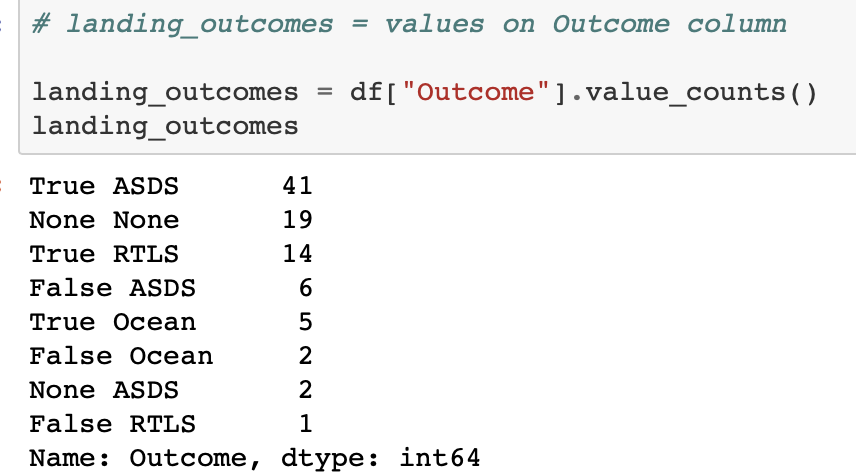 # landing_outcomes = values on Outcome column
landing_outcomes = df["Outcome"].value_counts()
landing_outcomes
True ASDS 41
None None 19
True RTLS 14
False ASDS 6
True Ocean 5
False Ocean 2
None ASDS 2
False RTLS 1
Name: Outcome, dtype: int64